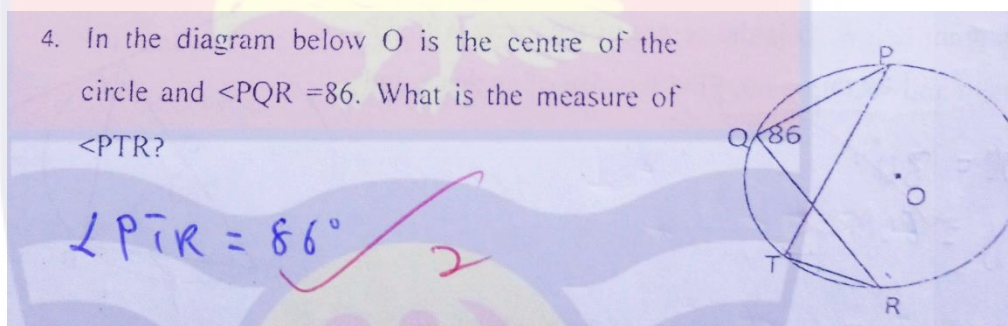 4. In the diagram below O is the centre of the
circle and <PQR =86. What is the measure of
<PTR?
∠PTR = 86°
2
P
Q 86
O
T
R